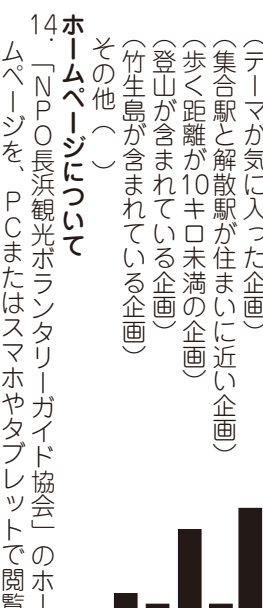 （テーマが気に入った企画）
（集合駅と解散駅が住まいに近い企画）
（歩く距離が10キロ未満の企画）
（登山が含まれている企画）
（竹生島が含まれている企画）
その他（　）
ホームページについて
14．「NPO長浜観光ボランタリーガイド協会」のホー
ムページを、PCまたはスマホやタブレットで閲覧